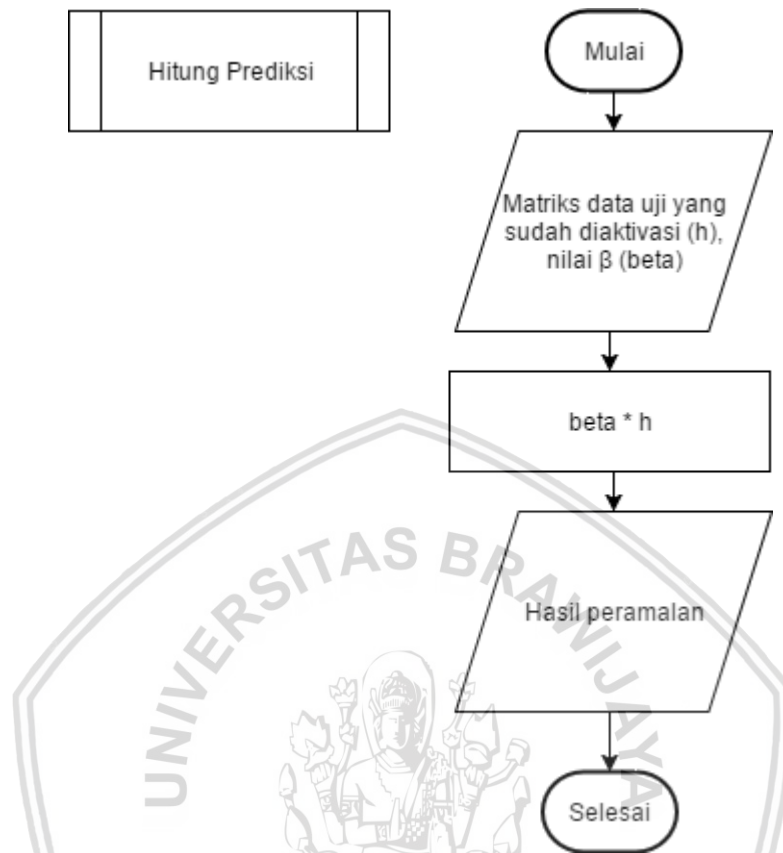 Hitung Prediksi
Mulai
Matriks data uji yang
sudah diaktivasi (h),
nilai β (beta)
beta * h
Hasil peramalan
Selesai
UNIVERSITAS BRAWIJAYA